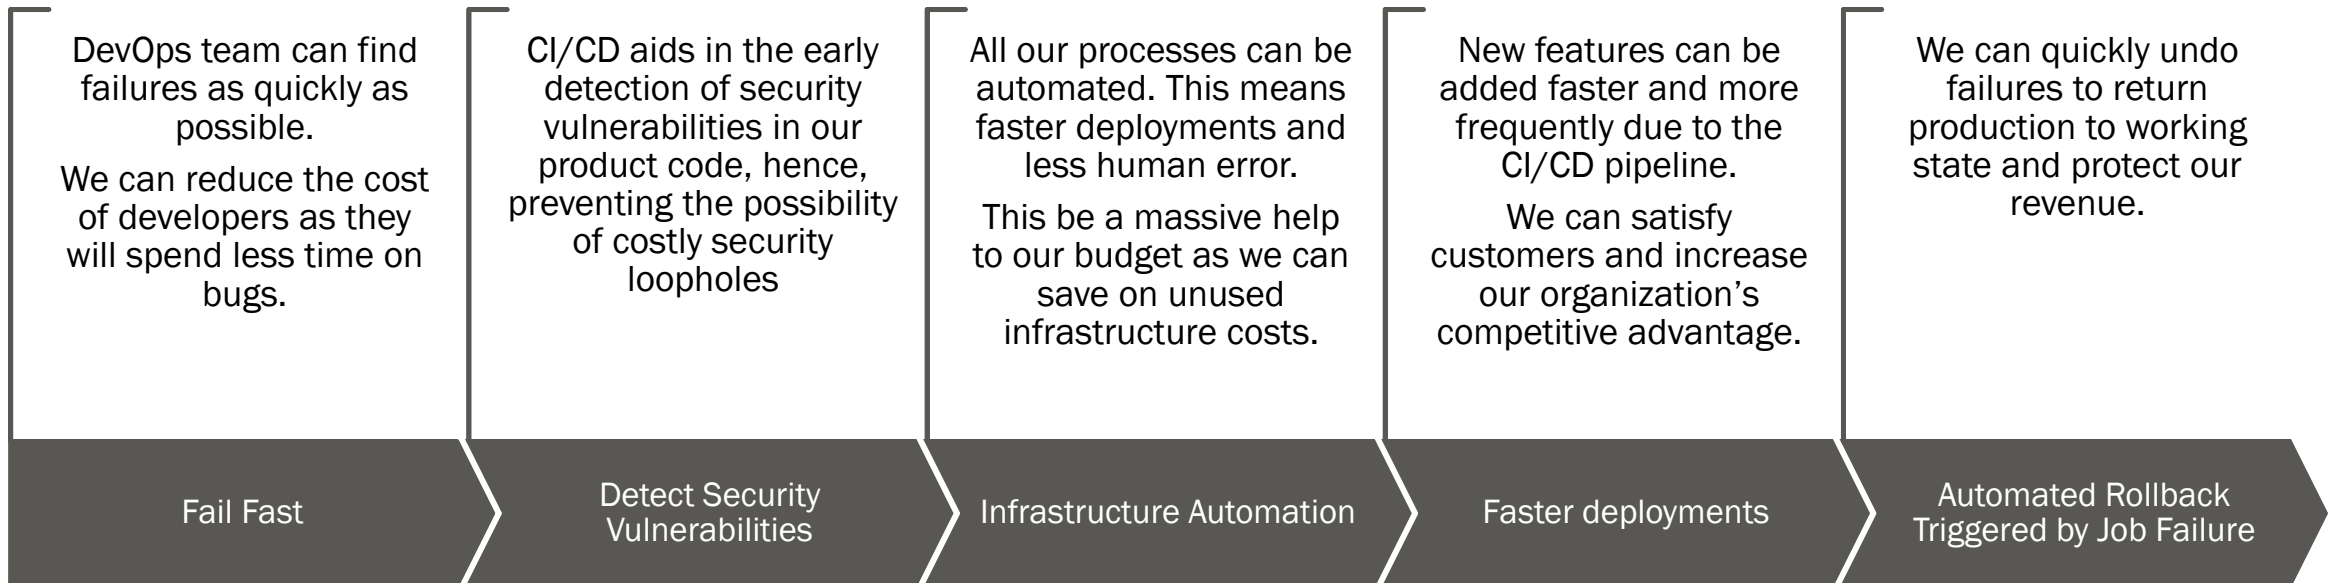 DevOps team can find
failures as quickly as
possible.
We can reduce the cost
of developers as they
will spend less time on
bugs.
Fail Fast
CI/CD aids in the early
detection of security
vulnerabilities in our
product code, hence,
preventing the possibility
of costly security
loopholes
Detect Security
Vulnerabilities
All our processes can be
automated. This means
faster deployments and
less human error.
This be a massive help
to our budget as we can
save on unused
infrastructure costs.
Infrastructure Automation
New features can be
added faster and more
frequently due to the
CI/CD pipeline.
We can satisfy
customers and increase
our organization’s
competitive advantage.
Faster deployments
We can quickly undo
failures to return
production to working
state and protect our
revenue.
Automated Rollback
Triggered by Job Failure